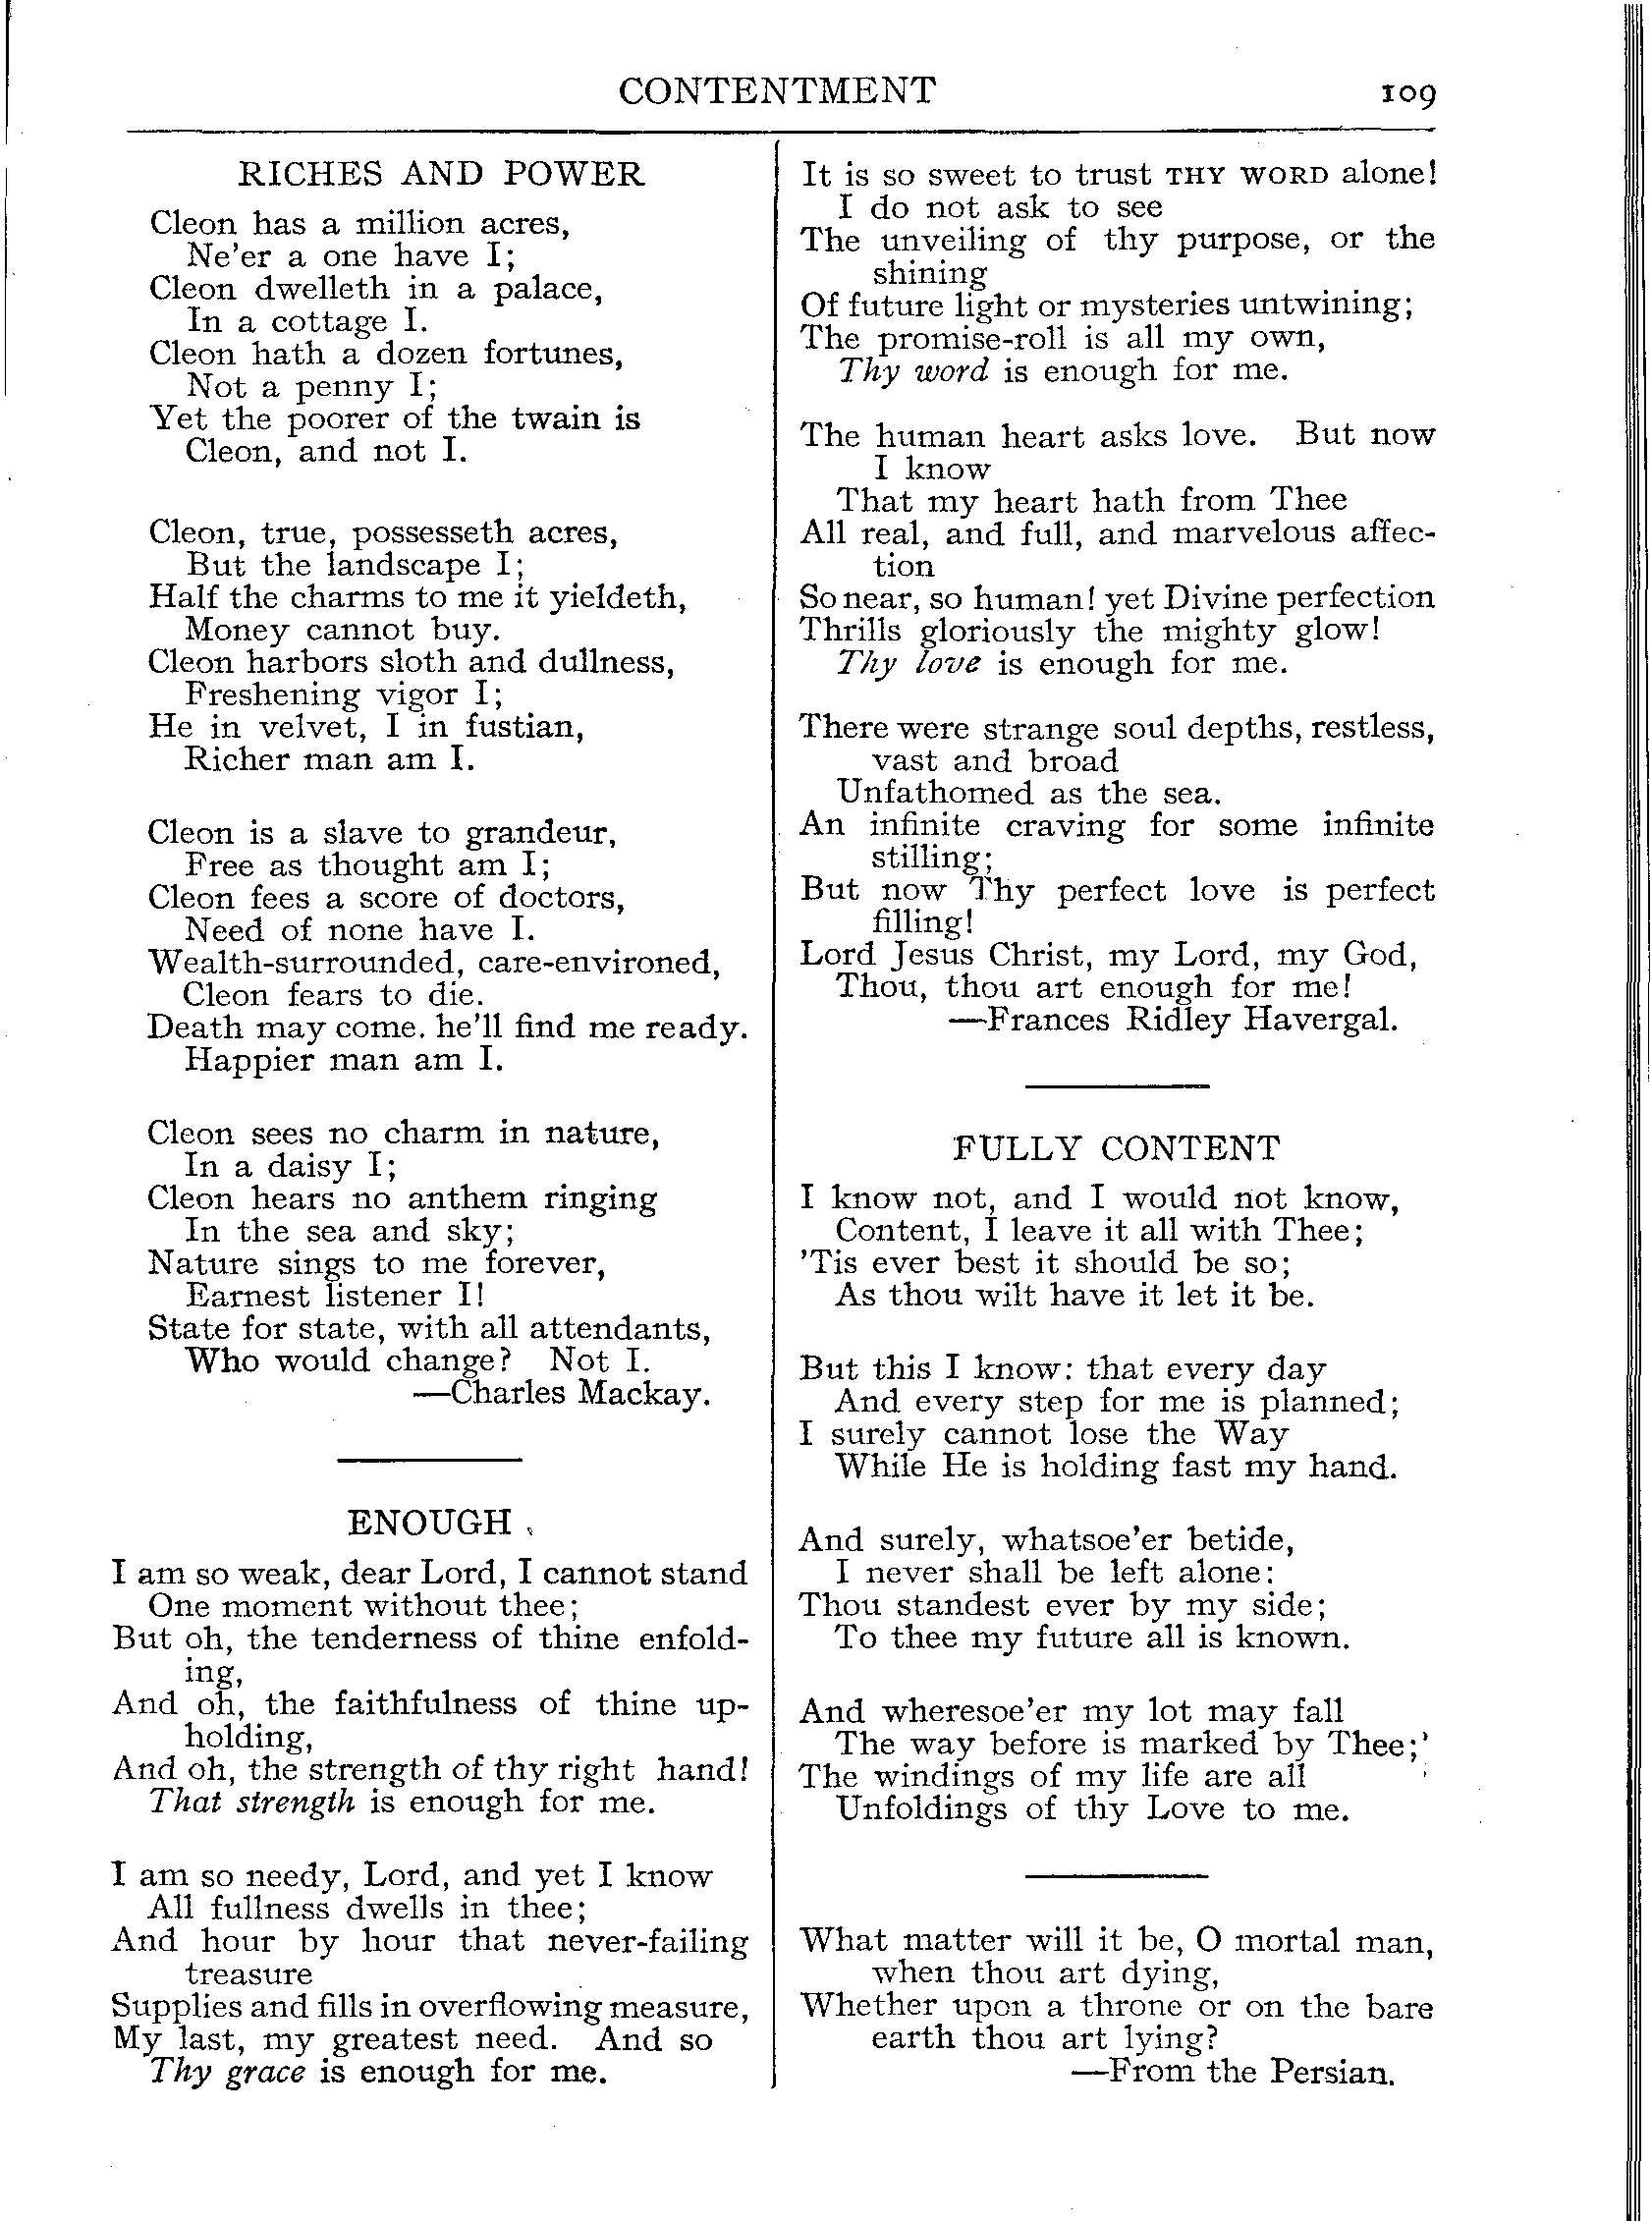 CONTENTMENT 109
RICHES AND POWER
Cleon has a million acres,
Ne'er a one have I;
Cleon dwelleth in a palace,
In a cottage I.
Cleon hath a dozen fortunes,
Not a penny I;
Yet the poorer of the twain is
Cleon, and not I.
Cleon, true, possesseth acres,
But the landscape I;
Half the charms to me it yieldeth,
Money cannot buy.
Cleon harbors sloth and dullness,
Freshening vigor I;
He in velvet, I in fustian,
Richer man am I.
Cleon is a slave to grandeur,
Free as thought am I;
Cleon fees a score of doctors,
Need of none have I.
Wealth-surrounded, care-environed,
Cleon fears to die.
Death may come. he'll find me ready.
Happier man am I.
Cleon sees no charm in nature,
In a daisy I;
Cleon hears no anthem ringing
In the sea and sky;
Nature sings to me forever,
Earnest listener I!
State for state, with all attendants,
Who would change? Not I.
—Charles Mackay.
ENOUGH
I am so weak, dear Lord, I cannot stand
One moment without thee;
But oh, the tenderness of thine enfold-
ing,
And oh, the faithfulness of thine up-
holding,
And oh, the strength of thy right hand!
That strength is enough for me.
I am so needy, Lord, and yet I know
All fullness dwells in thee;
And hour by hour that never-failing
treasure
Supplies and fills in overflowing measure,
My last, my greatest need. And so
Thy grace is enough for me.
It is so sweet to trust THY WORD alone!
I do not ask to see
The unveiling of thy purpose, or the
shining
Of future light or mysteries untwining;
The promise-roll is all my own,
Thy word is enough for me.
The human heart asks love. But now
I know
That my heart hath from Thee
All real, and full, and marvelous affec-
tion
So near, so human! yet Divine perfection
Thrills gloriously the mighty glow!
Thy love is enough for me.
There were strange soul depths, restless,
vast and broad
Unfathomed as the sea.
An infinite craving for some infinite
stilling;
But now Thy perfect love is perfect
filling!
Lord Jesus Christ, my Lord, my God,
Thou, thou art enough for me!
—Frances Ridley Havergal.
FULLY CONTENT
I know not, and I would not know,
Content, I leave it all with Thee;
'Tis ever best it should be so;
As thou wilt have it let it be.
But this I know: that every day
And every step for me is planned;
I surely cannot lose the Way
While He is holding fast my hand.
And surely, whatsoe'er betide,
I never shall be left alone:
Thou standest ever by my side;
To thee my future all is known.
And wheresoe'er my lot may fall
The way before is marked by Thee;
The windings of my life are all
Unfoldings of thy Love to me.
What matter will it be, O mortal man,
when thou art dying,
Whether upon a throne or on the bare
earth thou art lying?
—From the Persian.